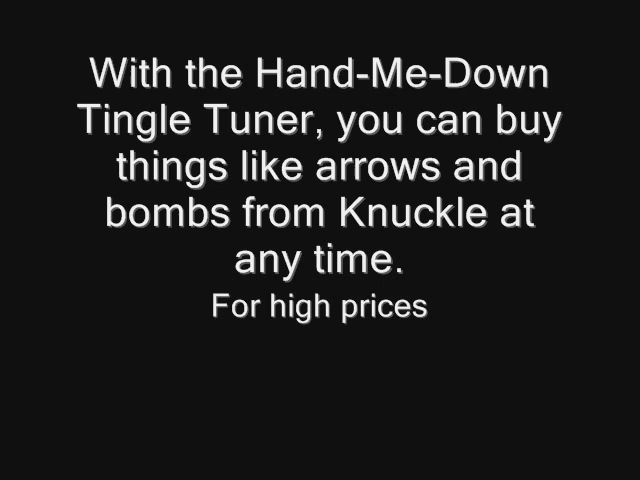 With the Hand-Me-Down
Tingle Tuner, you can buy
things like arrows and
bombs from Knuckle at
any time.
For high prices